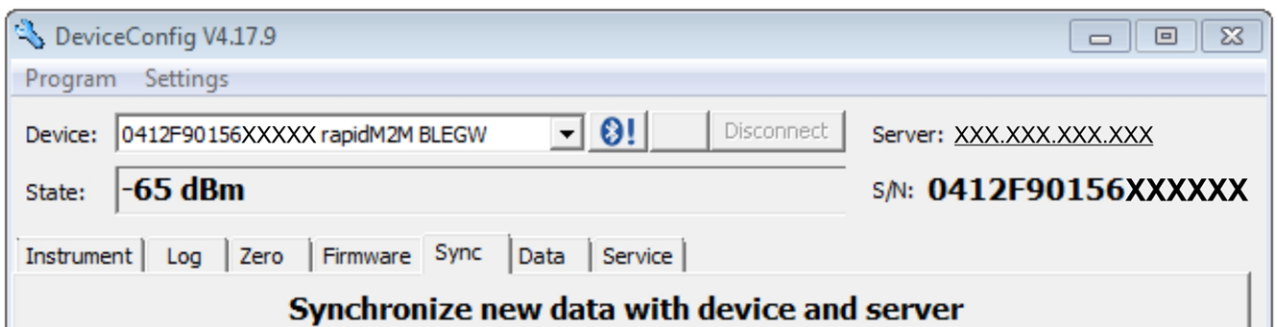 DeviceConfig V4.17.9
Program Settings
Device: 0412F90156XXXXX rapidM2M BLEGW ! Disconnect Server: XXX.XXX.XXX.XXX
State: -65 dBm S/N: 0412F90156XXXXXX
Instrument Log Zero Firmware Sync Data Service
Synchronize new data with device and server